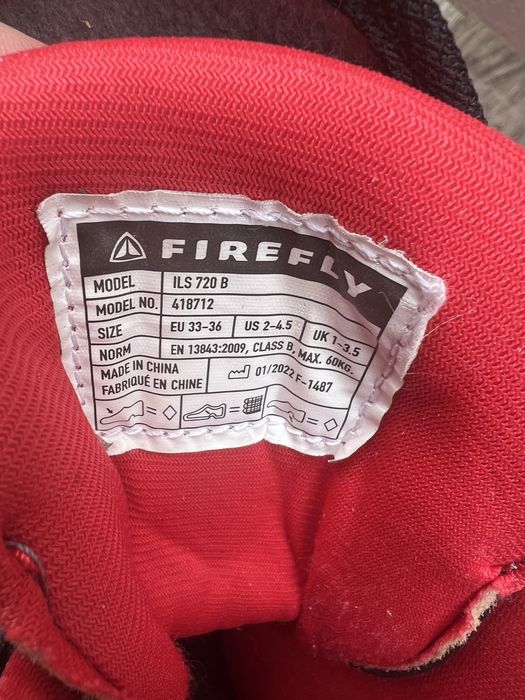 FIREFLY
MODEL ILS 720 B
MODEL NO. 418712
SIZE EU 33-36 US 2-4.5 UK 1-3.5
NORM EN 13843:2009, CLASS B, MAX. 60KG.
MADE IN CHINA
FABRIQUÉ EN CHINE
01/2022 F-1487